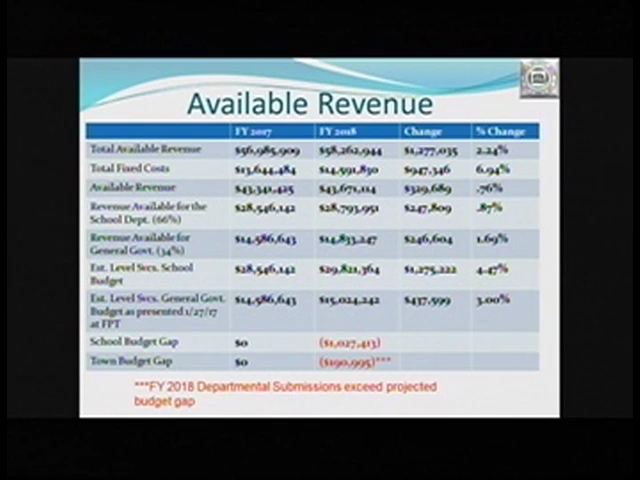 Available Revenue
FY 2017 FY 2018 Change % Change
Total Available Revenue $56,985,909 $58,262,944 $1,277,035 2.24%
Total Fixed Costs $13,644,484 $14,591,830 $947,346 6.94%
Available Revenue $43,341,425 $43,671,114 $329,689 .76%
Revenue Available for the School Dept. (66%) $28,546,142 $28,793,951 $247,809 .87%
Revenue Available for General Govt. (34%) $14,586,643 $14,833,247 $246,604 1.69%
Est. Level Svcs. School Budget $28,546,142 $29,821,364 $1,275,222 4.47%
Est. Level Svcs. General Govt. Budget as presented 1/27/17 at FPT $14,586,643 $15,024,242 $437,599 3.00%
School Budget Gap $0 ($1,027,413)
Town Budget Gap $0 ($190,995)***
***FY 2018 Departmental Submissions exceed projected
budget gap